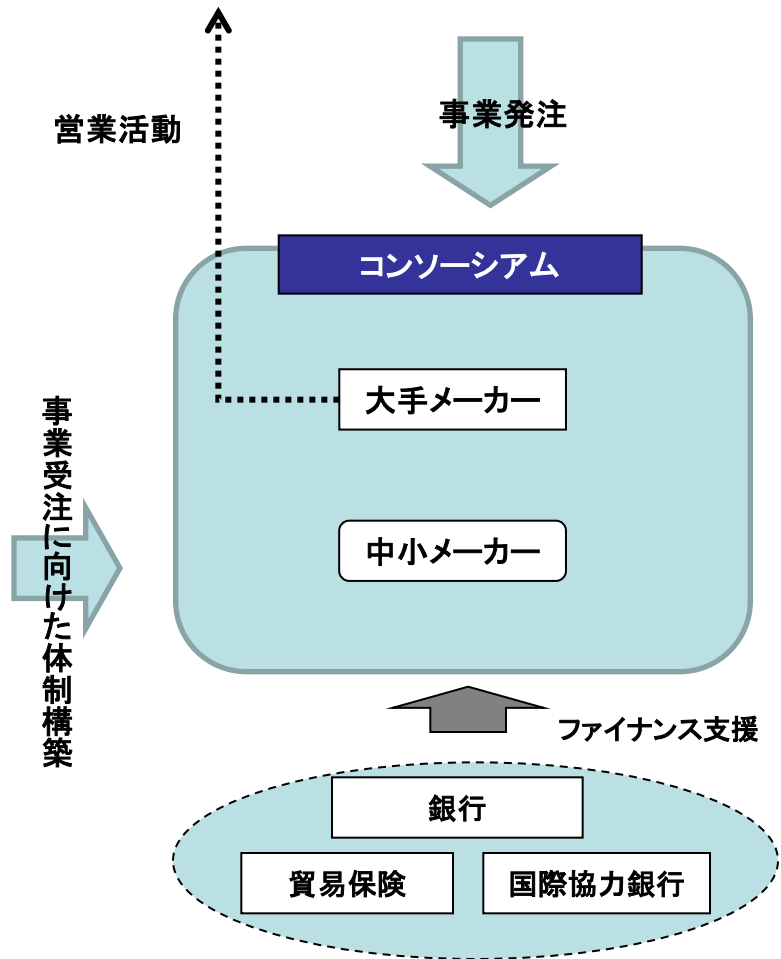 営業活動
事業発注
コンソーシアム
大手メーカー
事業受注に向けた体制構築
中小メーカー
ファイナンス支援
銀行
貿易保険
国際協力銀行